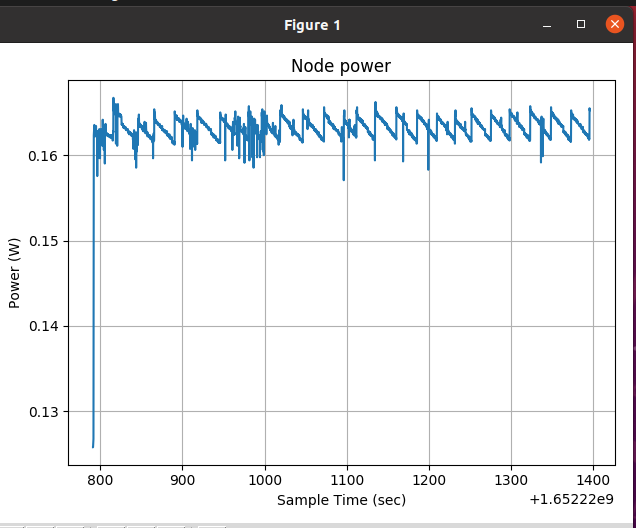 Figure 1
Node power
0.16
0.15
0.14
0.13
Power (W)
800 900 1000 1100 1200 1300 1400
Sample Time (sec)
+1.65222e9